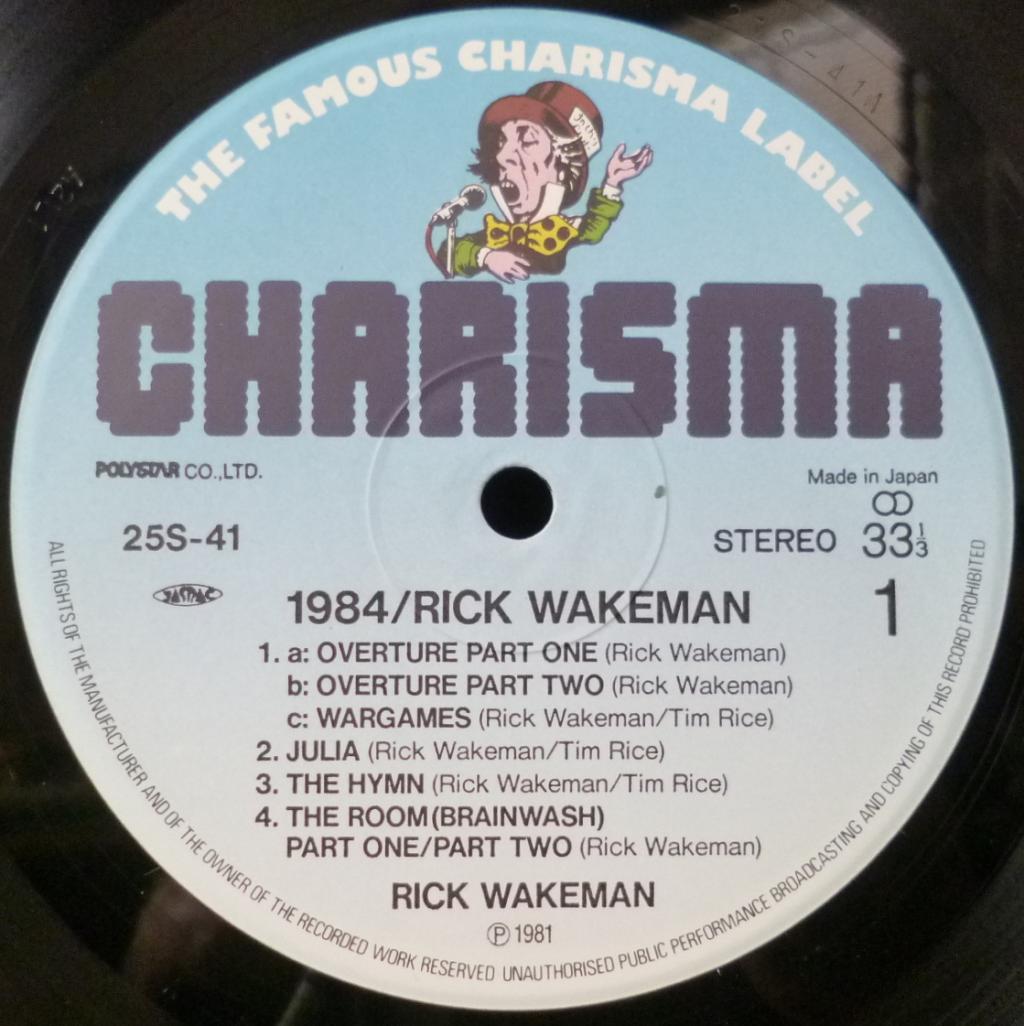 THE FAMOUS CHARISMA LABEL
CHARISMA
POLYSTAR CO.,LTD.
Made in Japan
25S-41
STEREO 33 1/3
JASRAC
1984/RICK WAKEMAN
1
1. a: OVERTURE PART ONE (Rick Wakeman)
b: OVERTURE PART TWO (Rick Wakeman)
c: WARGAMES (Rick Wakeman/Tim Rice)
2. JULIA (Rick Wakeman/Tim Rice)
3. THE HYMN (Rick Wakeman/Tim Rice)
4. THE ROOM(BRAINWASH)
PART ONE/PART TWO (Rick Wakeman)
RICK WAKEMAN
Ⓟ 1981
ALL RIGHTS OF THE MANUFACTURER AND OF THE OWNER OF THE RECORDED WORK RESERVED UNAUTHORISED PUBLIC PERFORMANCE BROADCASTING AND COPYING OF THIS RECORD PROHIBITED